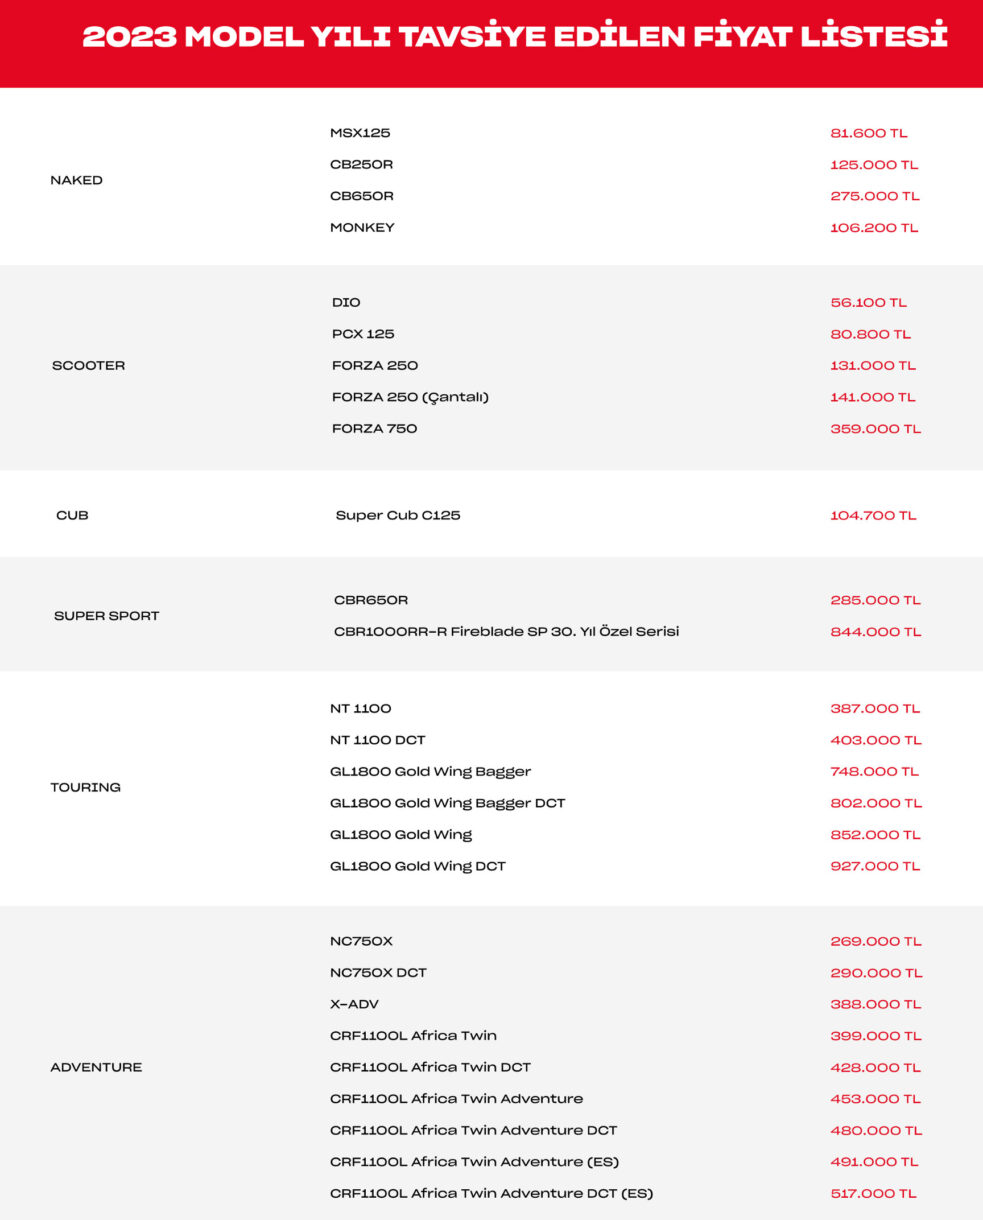 2023 MODEL YILI TAVSİYE EDİLEN FİYAT LİSTESİ
NAKED
MSX125 81.600 TL
CB250R 125.000 TL
CB650R 275.000 TL
MONKEY 106.200 TL
SCOOTER
DIO 56.100 TL
PCX 125 80.800 TL
FORZA 250 131.000 TL
FORZA 250 (Çantalı) 141.000 TL
FORZA 750 359.000 TL
CUB
Super Cub C125 104.700 TL
SUPER SPORT
CBR650R 285.000 TL
CBR1000RR-R Fireblade SP 30. Yıl Özel Serisi 844.000 TL
TOURING
NT 1100 387.000 TL
NT 1100 DCT 403.000 TL
GL1800 Gold Wing Bagger 748.000 TL
GL1800 Gold Wing Bagger DCT 802.000 TL
GL1800 Gold Wing 852.000 TL
GL1800 Gold Wing DCT 927.000 TL
ADVENTURE
NC750X 269.000 TL
NC750X DCT 290.000 TL
X-ADV 388.000 TL
CRF1100L Africa Twin 399.000 TL
CRF1100L Africa Twin DCT 428.000 TL
CRF1100L Africa Twin Adventure 453.000 TL
CRF1100L Africa Twin Adventure DCT 480.000 TL
CRF1100L Africa Twin Adventure (ES) 491.000 TL
CRF1100L Africa Twin Adventure DCT (ES) 517.000 TL